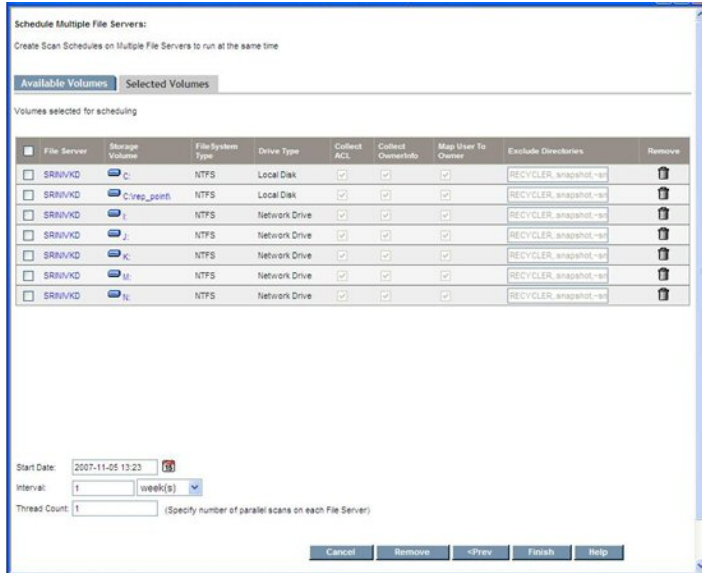 Schedule Multiple File Servers:
Create Scan Schedules on Multiple File Servers to run at the same time
Available Volumes Selected Volumes
Volumes selected for scheduling
File Server Storage Volume FileSystem Type Drive Type Collect ACL Collect OwnerInfo Map User To Owner Exclude Directories Remove
SRINIVKD C: NTFS Local Disk RECYCLER, snapshot,~sn
SRINIVKD C:\rep_point\ NTFS Local Disk RECYCLER, snapshot,~sn
SRINIVKD I: NTFS Network Drive RECYCLER, snapshot,~sn
SRINIVKD J: NTFS Network Drive RECYCLER, snapshot,~sn
SRINIVKD K: NTFS Network Drive RECYCLER, snapshot,~sn
SRINIVKD M: NTFS Network Drive RECYCLER, snapshot,~sn
SRINIVKD N: NTFS Network Drive RECYCLER, snapshot,~sn
Start Date: 2007-11-05 13:23
Interval: 1 week(s)
Thread Count: 1 (Specify number of parallel scans on each File Server)
Cancel Remove <Prev Finish Help